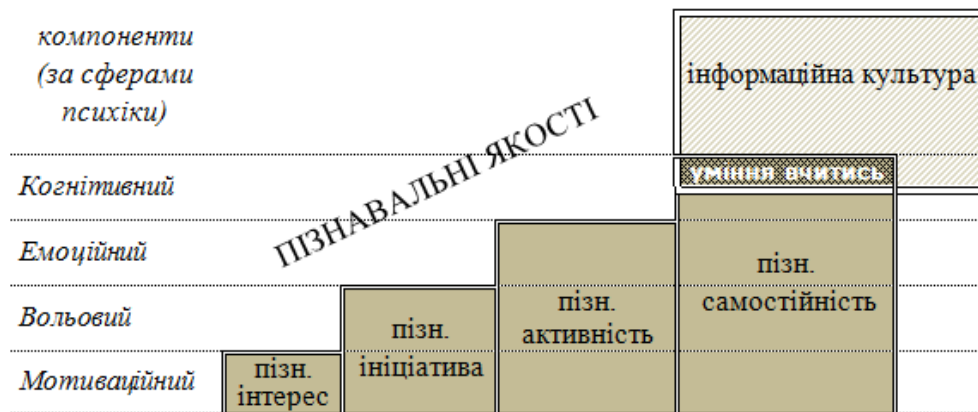 компоненти
(за сферами
психіки)
інформаційна культура
ПІЗНАВАЛЬНІ ЯКОСТІ
Когнітивний
уміння вчитись
Емоційний
Вольовий
Мотиваційний
пізн.
інтерес
пізн.
ініціатива
пізн.
активність
пізн.
самостійність